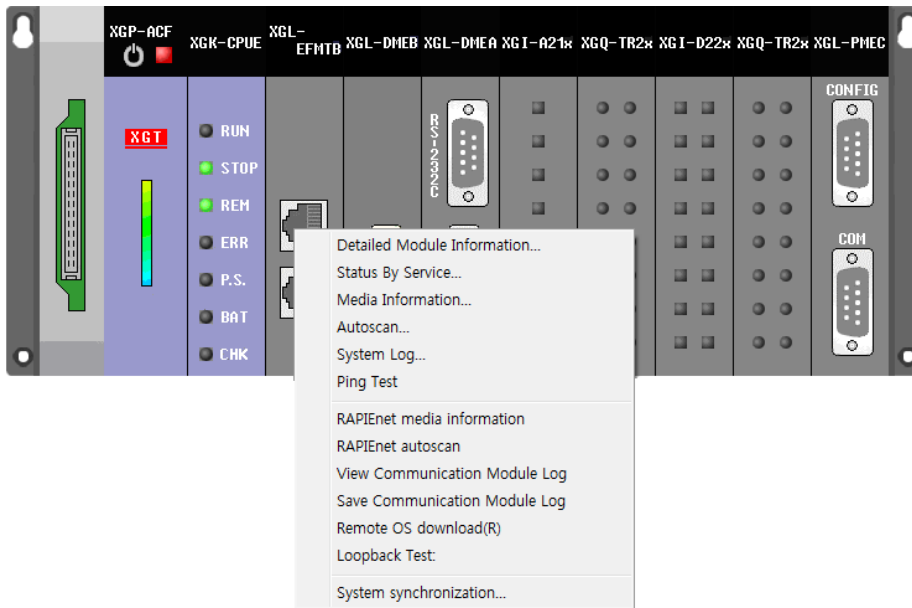 XGP-ACF
XGK-CPUE
XGL-
EFMTB
XGL-DMEB
XGL-DMEA
XGI-A21x
XGQ-TR2x
XGI-D22x
XGQ-TR2x
XGL-PMEC
XGT
RUN
STOP
REM
ERR
P.S.
BAT
CHK
RS-232C
CONFIG
COM
Detailed Module Information...
Status By Service...
Media Information...
Autoscan...
System Log...
Ping Test
RAPIEnet media information
RAPIEnet autoscan
View Communication Module Log
Save Communication Module Log
Remote OS download(R)
Loopback Test:
System synchronization...